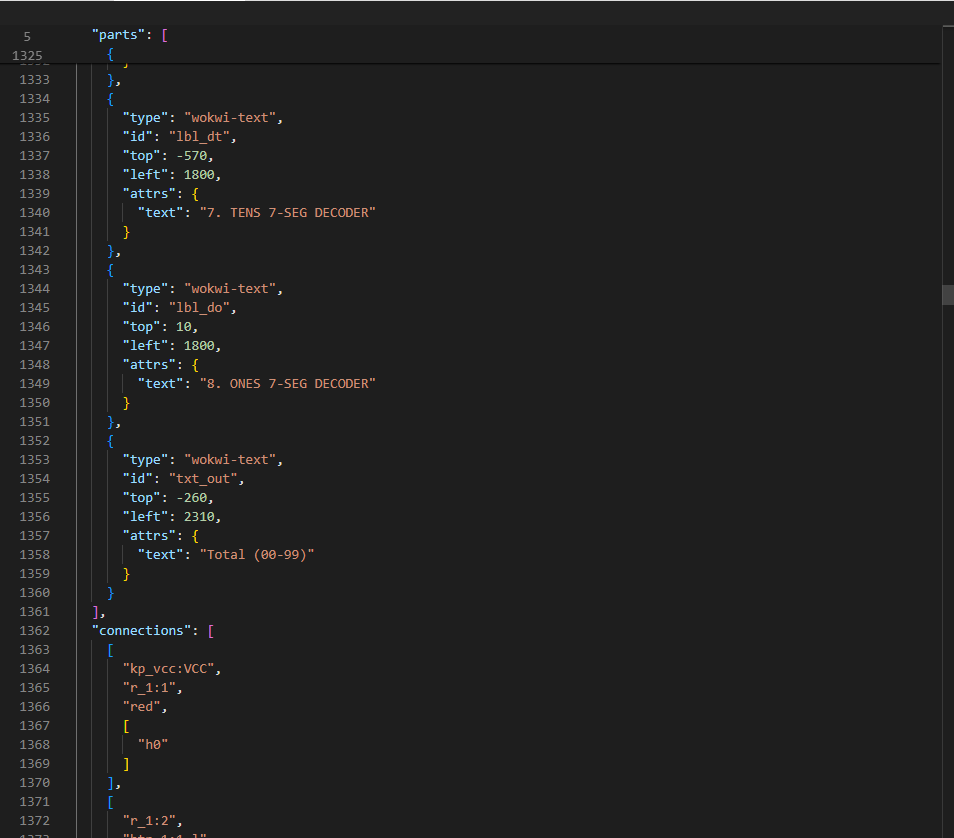 5 "parts": [
1325 {
}
1333 },
1334 {
1335 "type": "wokwi-text",
1336 "id": "lbl_dt",
1337 "top": -570,
1338 "left": 1800,
1339 "attrs": {
1340 "text": "7. TENS 7-SEG DECODER"
1341 }
1342 },
1343 {
1344 "type": "wokwi-text",
1345 "id": "lbl_do",
1346 "top": 10,
1347 "left": 1800,
1348 "attrs": {
1349 "text": "8. ONES 7-SEG DECODER"
1350 }
1351 },
1352 {
1353 "type": "wokwi-text",
1354 "id": "txt_out",
1355 "top": -260,
1356 "left": 2310,
1357 "attrs": {
1358 "text": "Total (00-99)"
1359 }
1360 }
1361 ],
1362 "connections": [
1363 [
1364 "kp_vcc:VCC",
1365 "r_1:1",
1366 "red",
1367 [
1368 "h0"
1369 ]
1370 ],
1371 [
1372 "r_1:2",